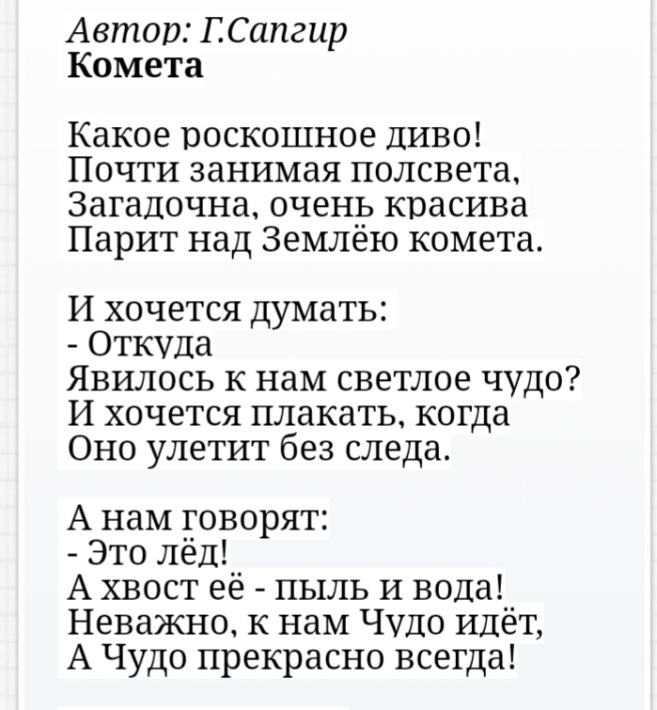 Автор: Г.Сапгир
Комета
Какое роскошное диво!
Почти занимая полсвета,
Загадочна, очень красива
Парит над Землёю комета.
И хочется думать:
- Откуда
Явилось к нам светлое чудо?
И хочется плакать, когда
Оно улетит без следа.
А нам говорят:
- Это лёд!
А хвост её - пыль и вода!
Неважно, к нам Чудо идёт,
А Чудо прекрасно всегда!